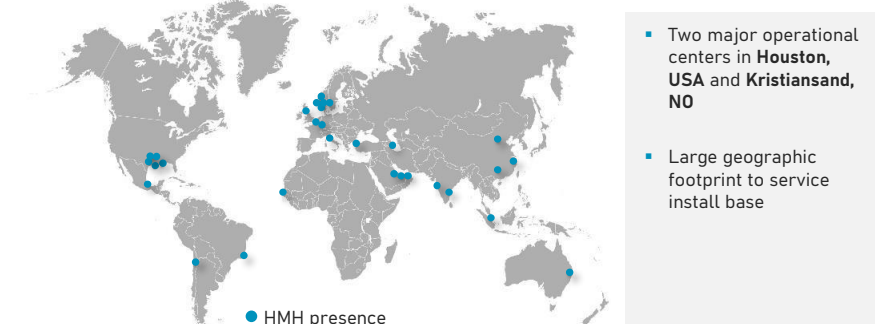 ▪ Two major operational
centers in Houston,
USA and Kristiansand,
NO
▪ Large geographic
footprint to service
install base
HMH presence